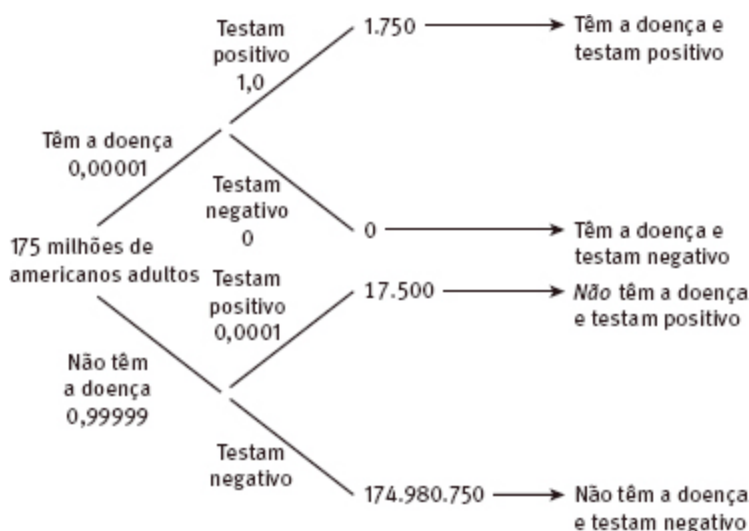 Testam
positivo
1,0
1.750
Têm a doença e
testam positivo
Têm a doença
0,00001
Testam
negativo
0
0
Têm a doença e
testam negativo
175 milhões de
americanos adultos
Testam
positivo
0,0001
17.500
Não têm a doença
e testam positivo
Não têm
a doença
0,99999
Testam
negativo
174.980.750
Não têm a doença
e testam negativo